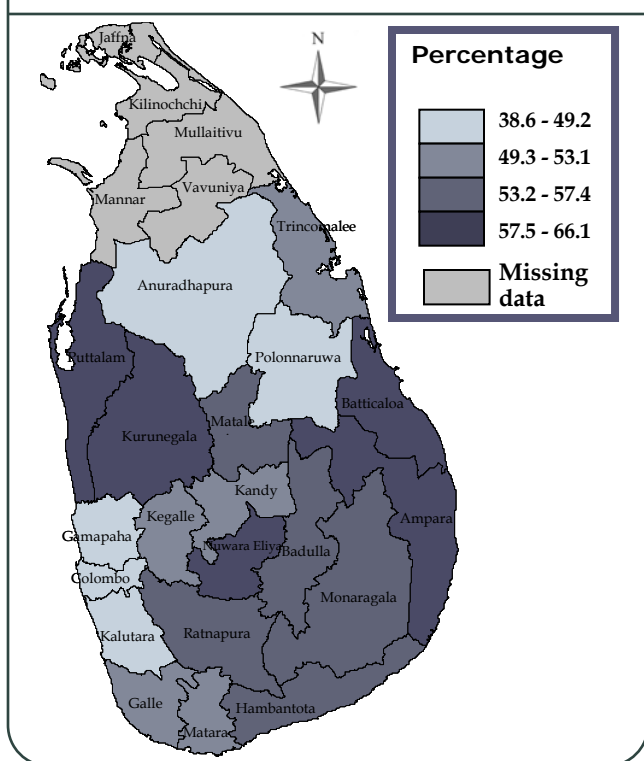 Jaffna
N
Percentage
38.6 - 49.2
49.3 - 53.1
53.2 - 57.4
57.5 - 66.1
Missing
data
Kilinochchi
Mullaitivu
Mannar
Vavuniya
Trincomalee
Anuradhapura
Polonnaruwa
Puttalam
Batticaloa
Kurunegala
Matale
Kandy
Kegalle
Ampara
Gamapaha
Nuwara Eliya
Badulla
Colombo
Monaragala
Kalutara
Ratnapura
Galle
Hambantota
Matara